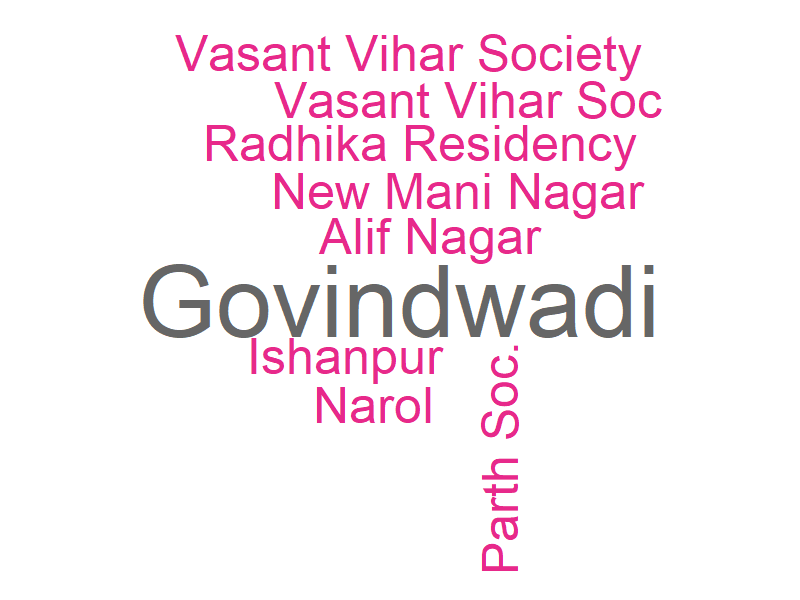 Vasant Vihar Society
Vasant Vihar Soc
Radhika Residency
New Mani Nagar
Alif Nagar
Govindwadi
Ishanpur
Narol
Parth Soc.